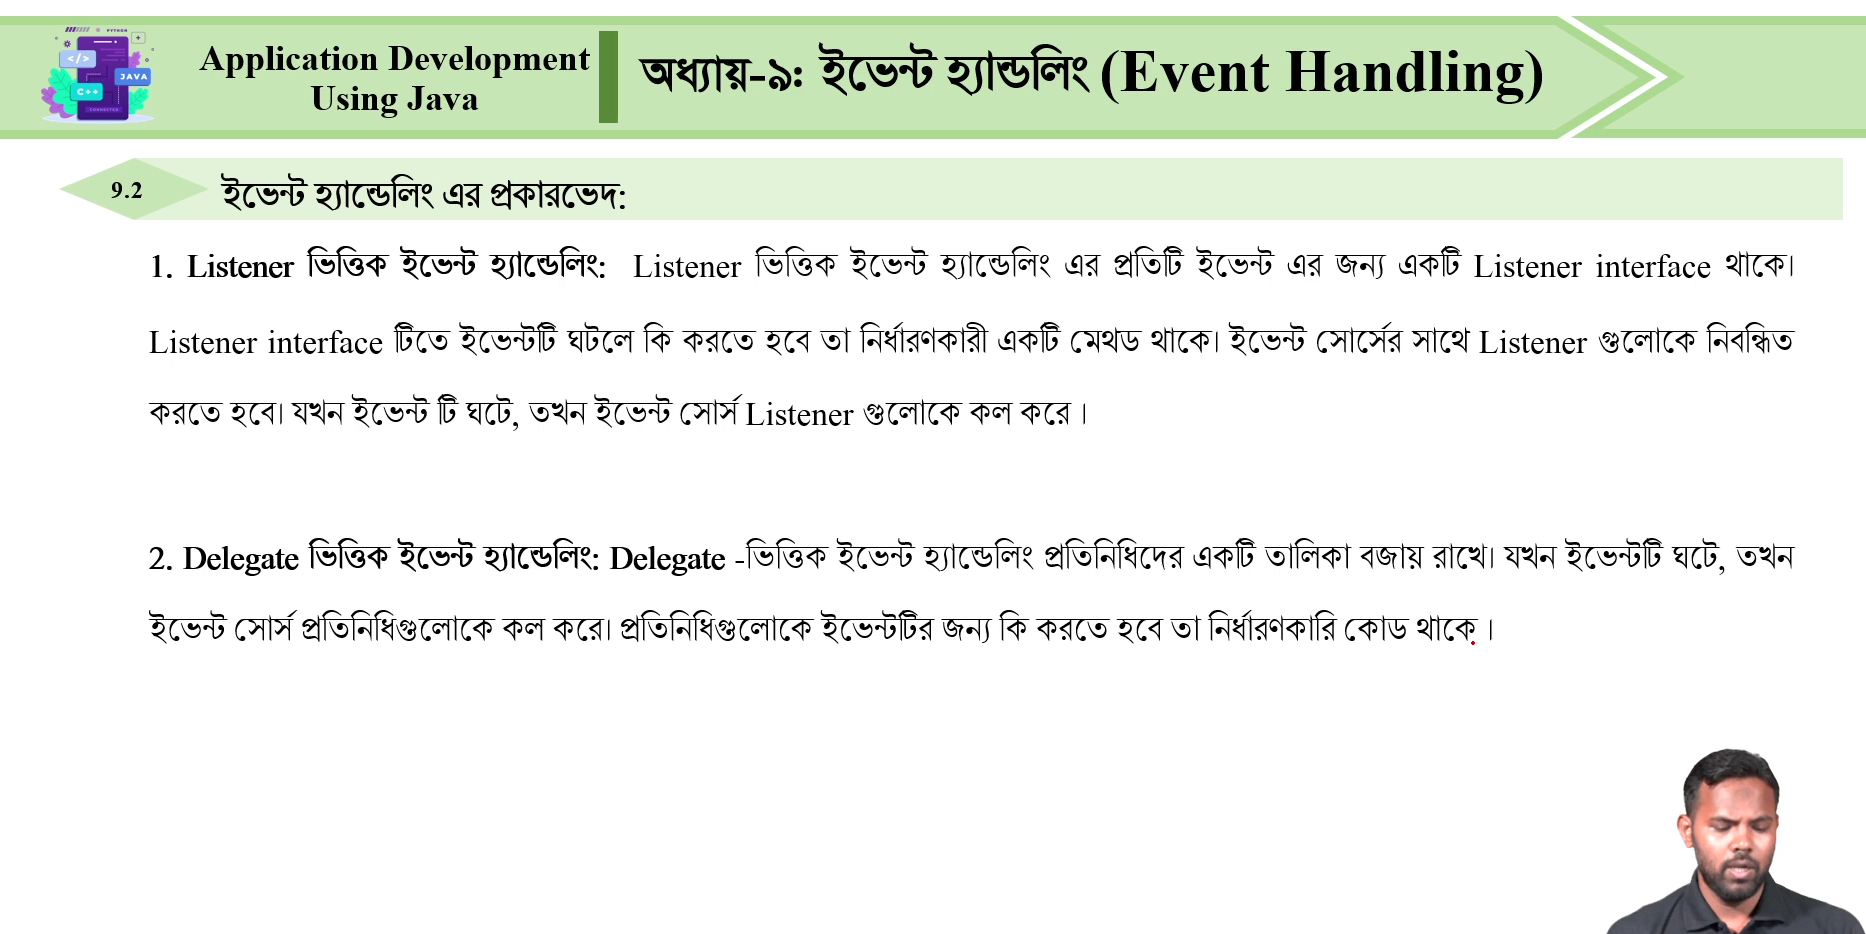 PYTHON
</>
JAVA
C++
Application Development
Using Java
অধ্যায়-৯: ইভেন্ট হ্যান্ডলিং (Event Handling)
9.2
ইভেন্ট হ্যান্ডেলিং এর প্রকারভেদ:
1. Listener ভিত্তিক ইভেন্ট হ্যান্ডেলিং: Listener ভিত্তিক ইভেন্ট হ্যান্ডেলিং এর প্রতিটি ইভেন্ট এর জন্য একটি Listener interface থাকে।
Listener interface টিতে ইভেন্টটি ঘটলে কি করতে হবে তা নির্ধারণকারী একটি মেথড থাকে। ইভেন্ট সোর্সের সাথে Listener গুলোকে নিবন্ধিত
করতে হবে। যখন ইভেন্ট টি ঘটে, তখন ইভেন্ট সোর্স Listener গুলোকে কল করে ।
2. Delegate ভিত্তিক ইভেন্ট হ্যান্ডেলিং: Delegate -ভিত্তিক ইভেন্ট হ্যান্ডেলিং প্রতিনিধিদের একটি তালিকা বজায় রাখে। যখন ইভেন্টটি ঘটে, তখন
ইভেন্ট সোর্স প্রতিনিধিগুলোকে কল করে। প্রতিনিধিগুলোকে ইভেন্টটির জন্য কি করতে হবে তা নির্ধারণকারি কোড থাকে ।